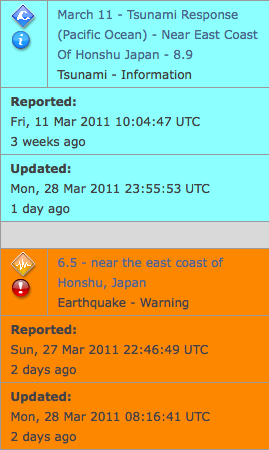 March 11 - Tsunami Response
(Pacific Ocean) - Near East Coast
Of Honshu Japan - 8.9
Tsunami - Information
Reported:
Fri, 11 Mar 2011 10:04:47 UTC
3 weeks ago
Updated:
Mon, 28 Mar 2011 23:55:53 UTC
1 day ago
6.5 - near the east coast of
Honshu, Japan
Earthquake - Warning
Reported:
Sun, 27 Mar 2011 22:46:49 UTC
2 days ago
Updated:
Mon, 28 Mar 2011 08:16:41 UTC
2 days ago